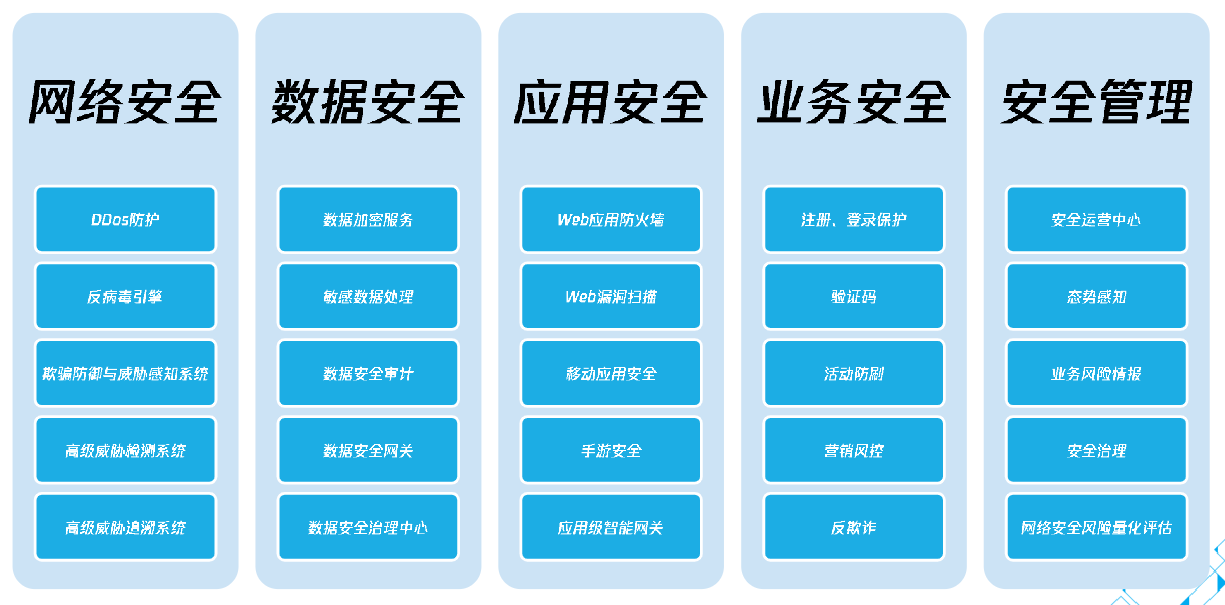 网络安全
DDos防护
反病毒引擎
欺骗防御与威胁感知系统
高级威胁检测系统
高级威胁追溯系统
数据安全
数据加密服务
敏感数据处理
数据安全审计
数据安全网关
数据安全治理中心
应用安全
Web应用防火墙
Web漏洞扫描
移动应用安全
手游安全
应用级智能网关
业务安全
注册、登录保护
验证码
活动防刷
营销风控
反欺诈
安全管理
安全运营中心
态势感知
业务风险情报
安全治理
网络安全风险量化评估